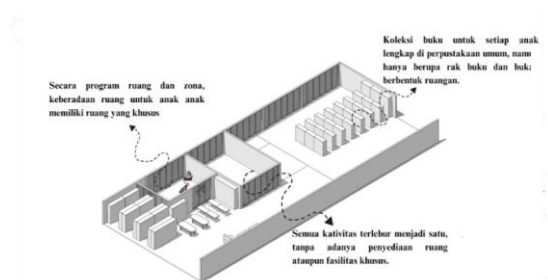 Koleksi buku untuk setiap anak
lengkap di perpustakaan umum, namu
hanya berupa rak buku dan buka
berbentuk ruangan.
Secara program ruang dan zona,
keberadaan ruang untuk anak anak
memiliki ruang yang khusus
Semua kativitas terlebur menjadi satu,
tanpa adanya penyediaan ruang
ataupun fasilitas khusus.